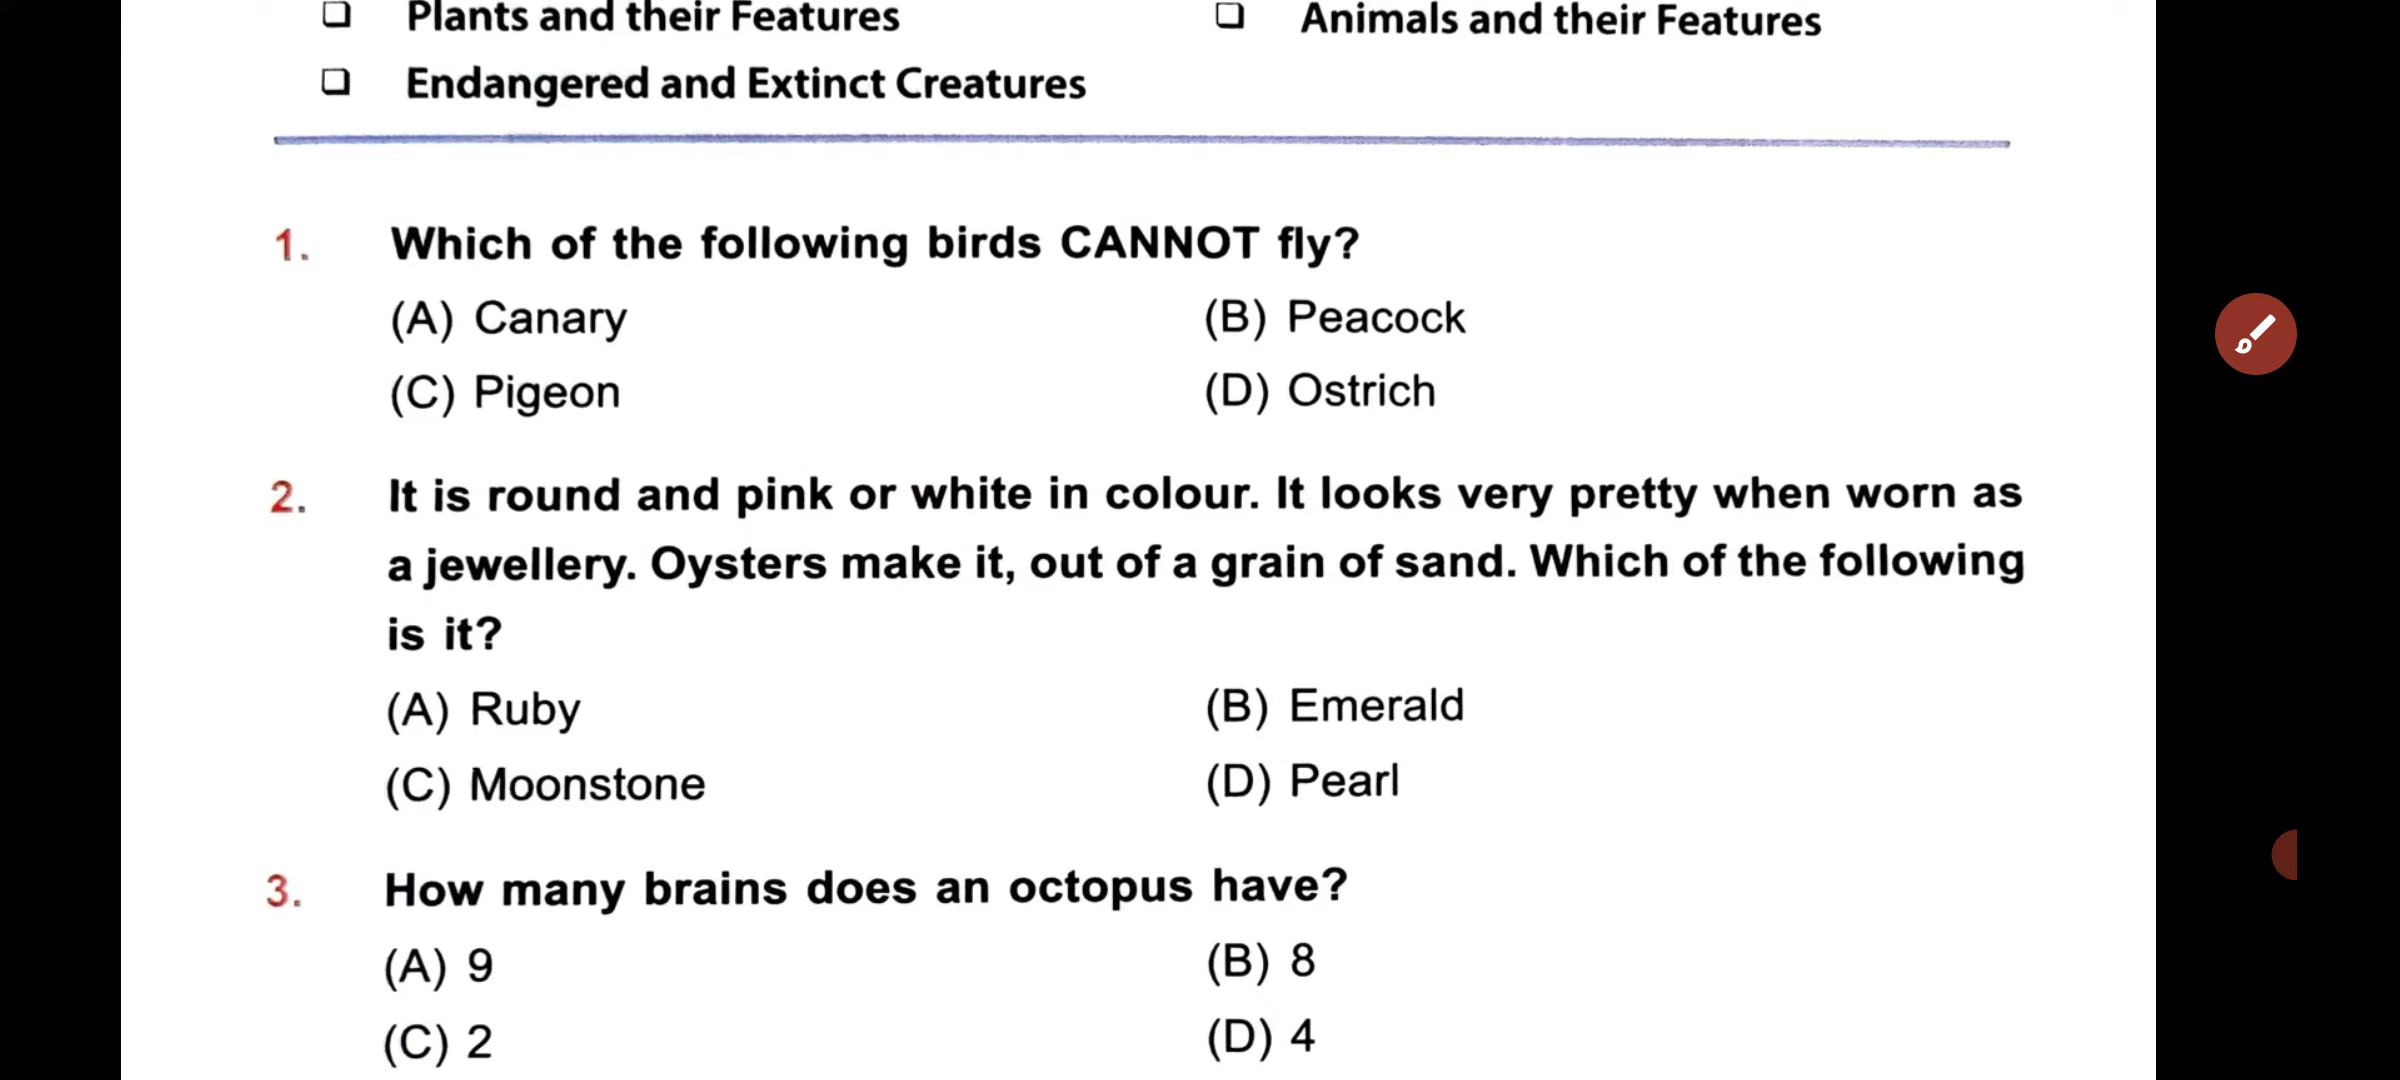 ❑ Plants and their Features ❑ Animals and their Features
❑ Endangered and Extinct Creatures
1. Which of the following birds CANNOT fly?
(A) Canary (B) Peacock
(C) Pigeon (D) Ostrich
2. It is round and pink or white in colour. It looks very pretty when worn as
a jewellery. Oysters make it, out of a grain of sand. Which of the following
is it?
(A) Ruby (B) Emerald
(C) Moonstone (D) Pearl
3. How many brains does an octopus have?
(A) 9 (B) 8
(C) 2 (D) 4